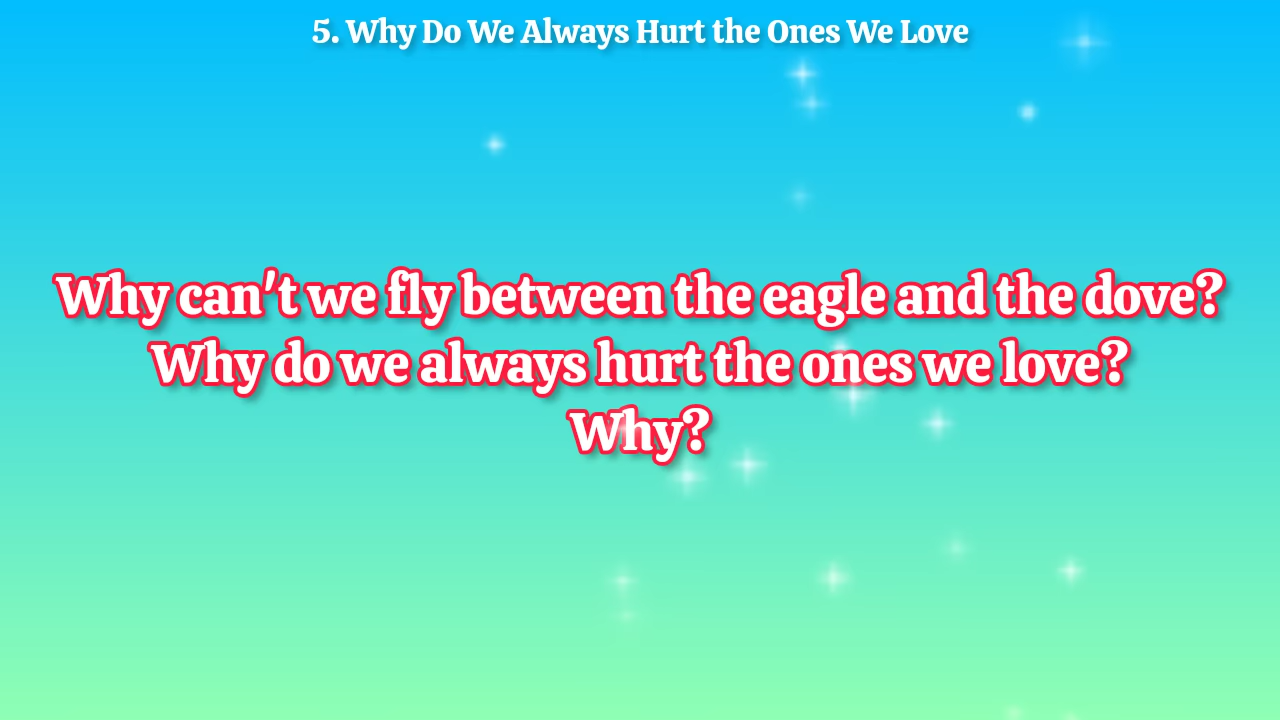 5. Why Do We Always Hurt the Ones We Love
Why can't we fly between the eagle and the dove?
Why do we always hurt the ones we love?
Why?